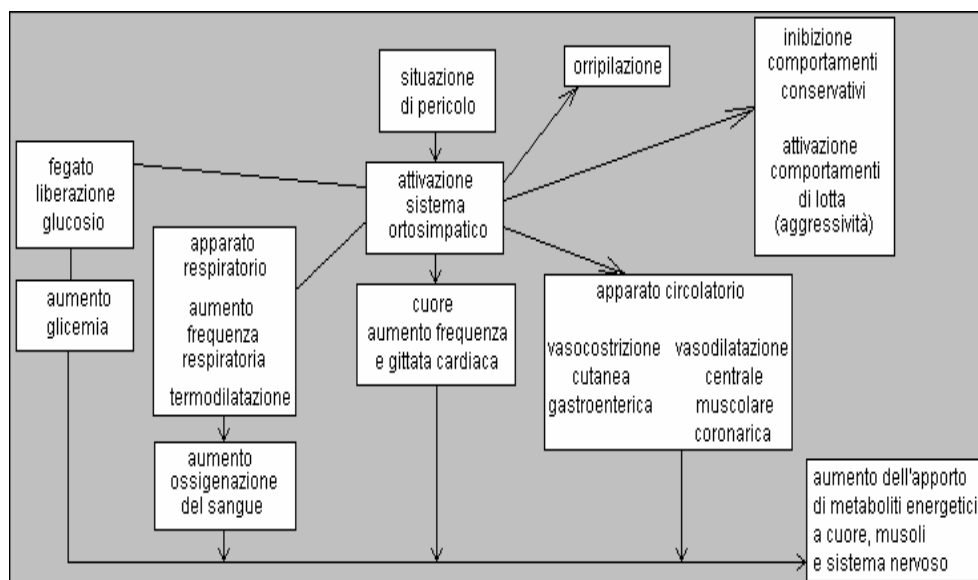 situazione
di pericolo
orripilazione
inibizione
comportamenti
conservativi
attivazione
comportamenti
di lotta
(aggressività)
fegato
liberazione
glucosio
attivazione
sistema
ortosimpatico
apparato
respiratorio
aumento
frequenza
respiratoria
termodilatazione
aumento
glicemia
cuore
aumento frequenza
e gittata cardiaca
apparato circolatorio
vasocostrizione
cutanea
gastroenterica
vasodilatazione
centrale
muscolare
coronarica
aumento
ossigenazione
del sangue
aumento dell'apporto
di metaboliti energetici
a cuore, musoli
e sistema nervoso